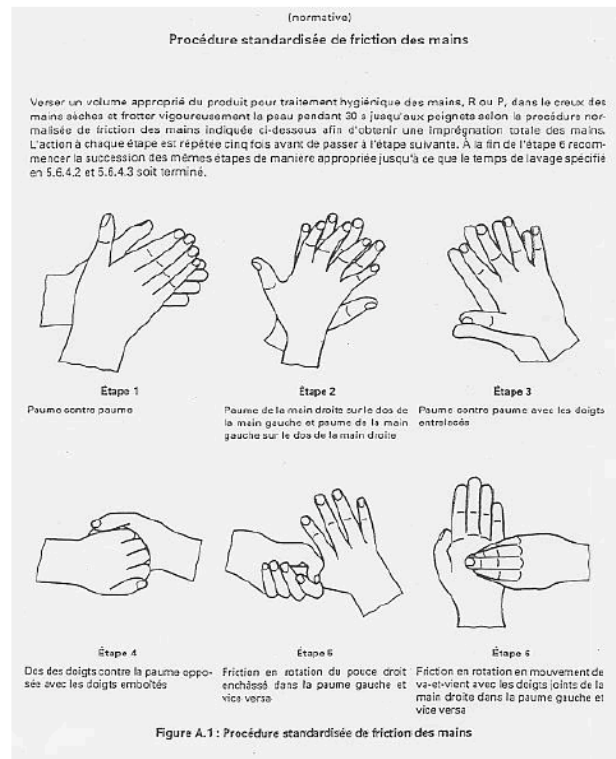 (normative)
Procédure standardisée de friction des mains
Verser un volume approprié du produit pour traitement hygiénique des mains, R ou P, dans le creux des
mains sèches et frotter vigoureusement la peau pendant 30 s jusqu'aux poignets selon la procédure nor-
malisée de friction des mains indiquée ci-dessous afin d'obtenir une imprégnation totale des mains.
L'action à chaque étape est répétée cinq fois avant de passer à l'étape suivante. À la fin de l'étape 6 recom-
mencer la succession des mêmes étapes de manière appropriée jusqu'à ce que le temps de lavage spécifié
en 5.6.4.2 et 5.6.4.3 soit terminé.
Étape 1
Paume contre paume
Étape 2
Paume de la main droite sur le dos de
la main gauche et paume de la main
gauche sur le dos de la main droite
Étape 3
Paume contre paume avec les doigts
entrelacés
Étape 4
Dos des doigts contre la paume oppo-
sée avec les doigts emboîtés
Étape 5
Friction en rotation du pouce droit
enchâssé dans la paume gauche et
vice versa
Étape 6
Friction en rotation en mouvement de
va-et-vient avec les doigts joints de la
main droite dans la paume gauche et
vice versa
Figure A.1 : Procédure standardisée de friction des mains